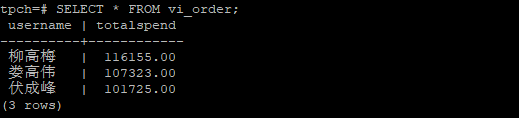 tpch=# SELECT * FROM vi_order;
username | totalspend
----------+------------
柳高梅 | 116155.00
娄高伟 | 107323.00
伏成峰 | 101725.00
(3 rows)